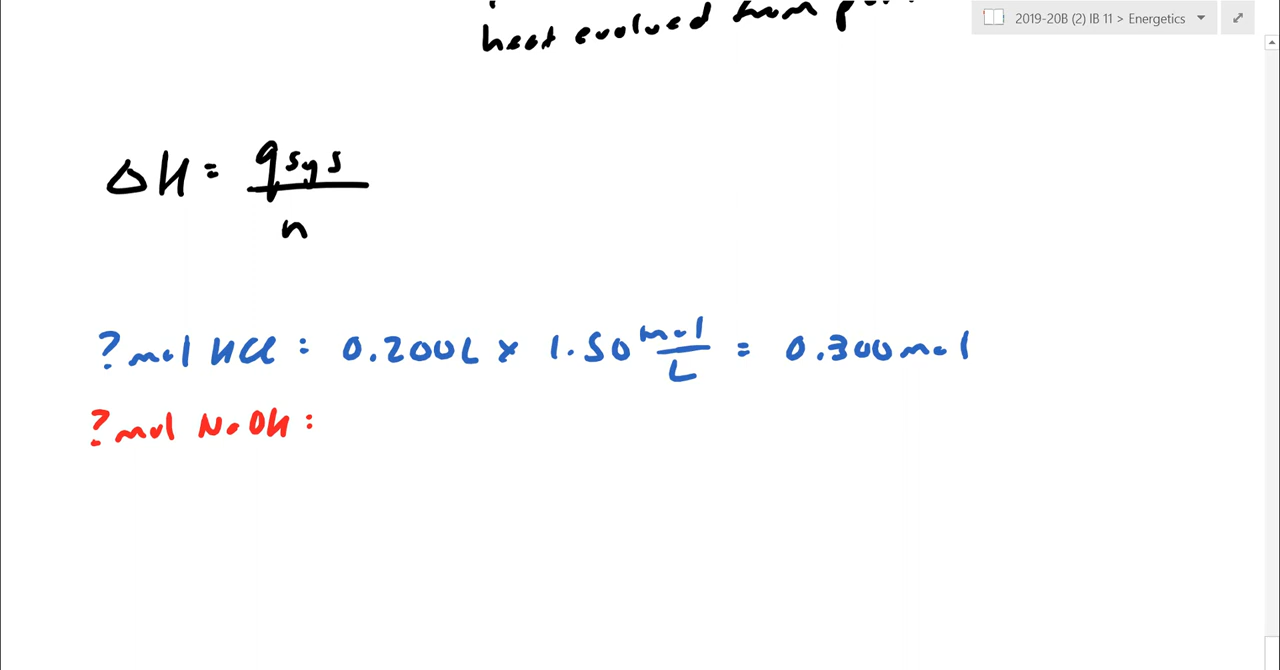 2019-20B (2) IB 11 > Energetics
heat evolved from
ΔH = qsys
n
? mol HCl : 0.200L × 1.50 mol/L = 0.300 mol
? mol NaOH :